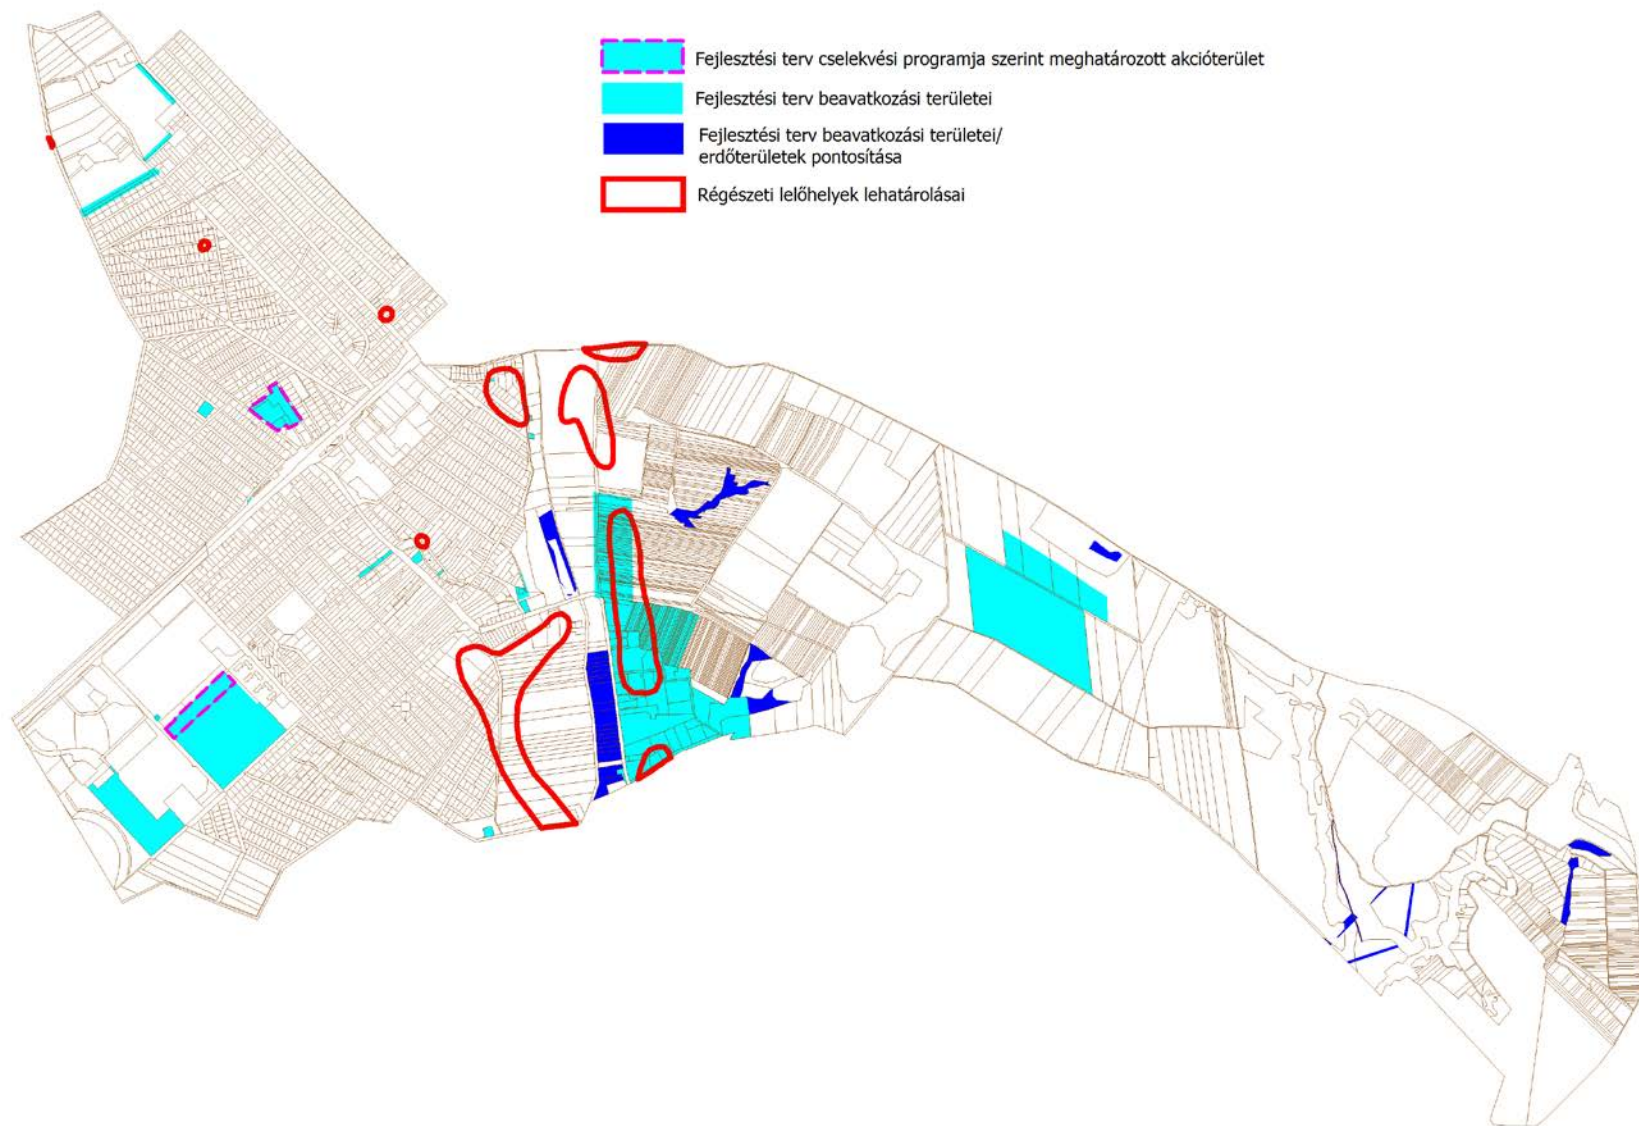 Fejlesztési terv cselekvési programja szerint meghatározott akcióterület
Fejlesztési terv beavatkozási területei
Fejlesztési terv beavatkozási területei/
erdőterületek pontosítása
Régészeti lelőhelyek lehatárolásai